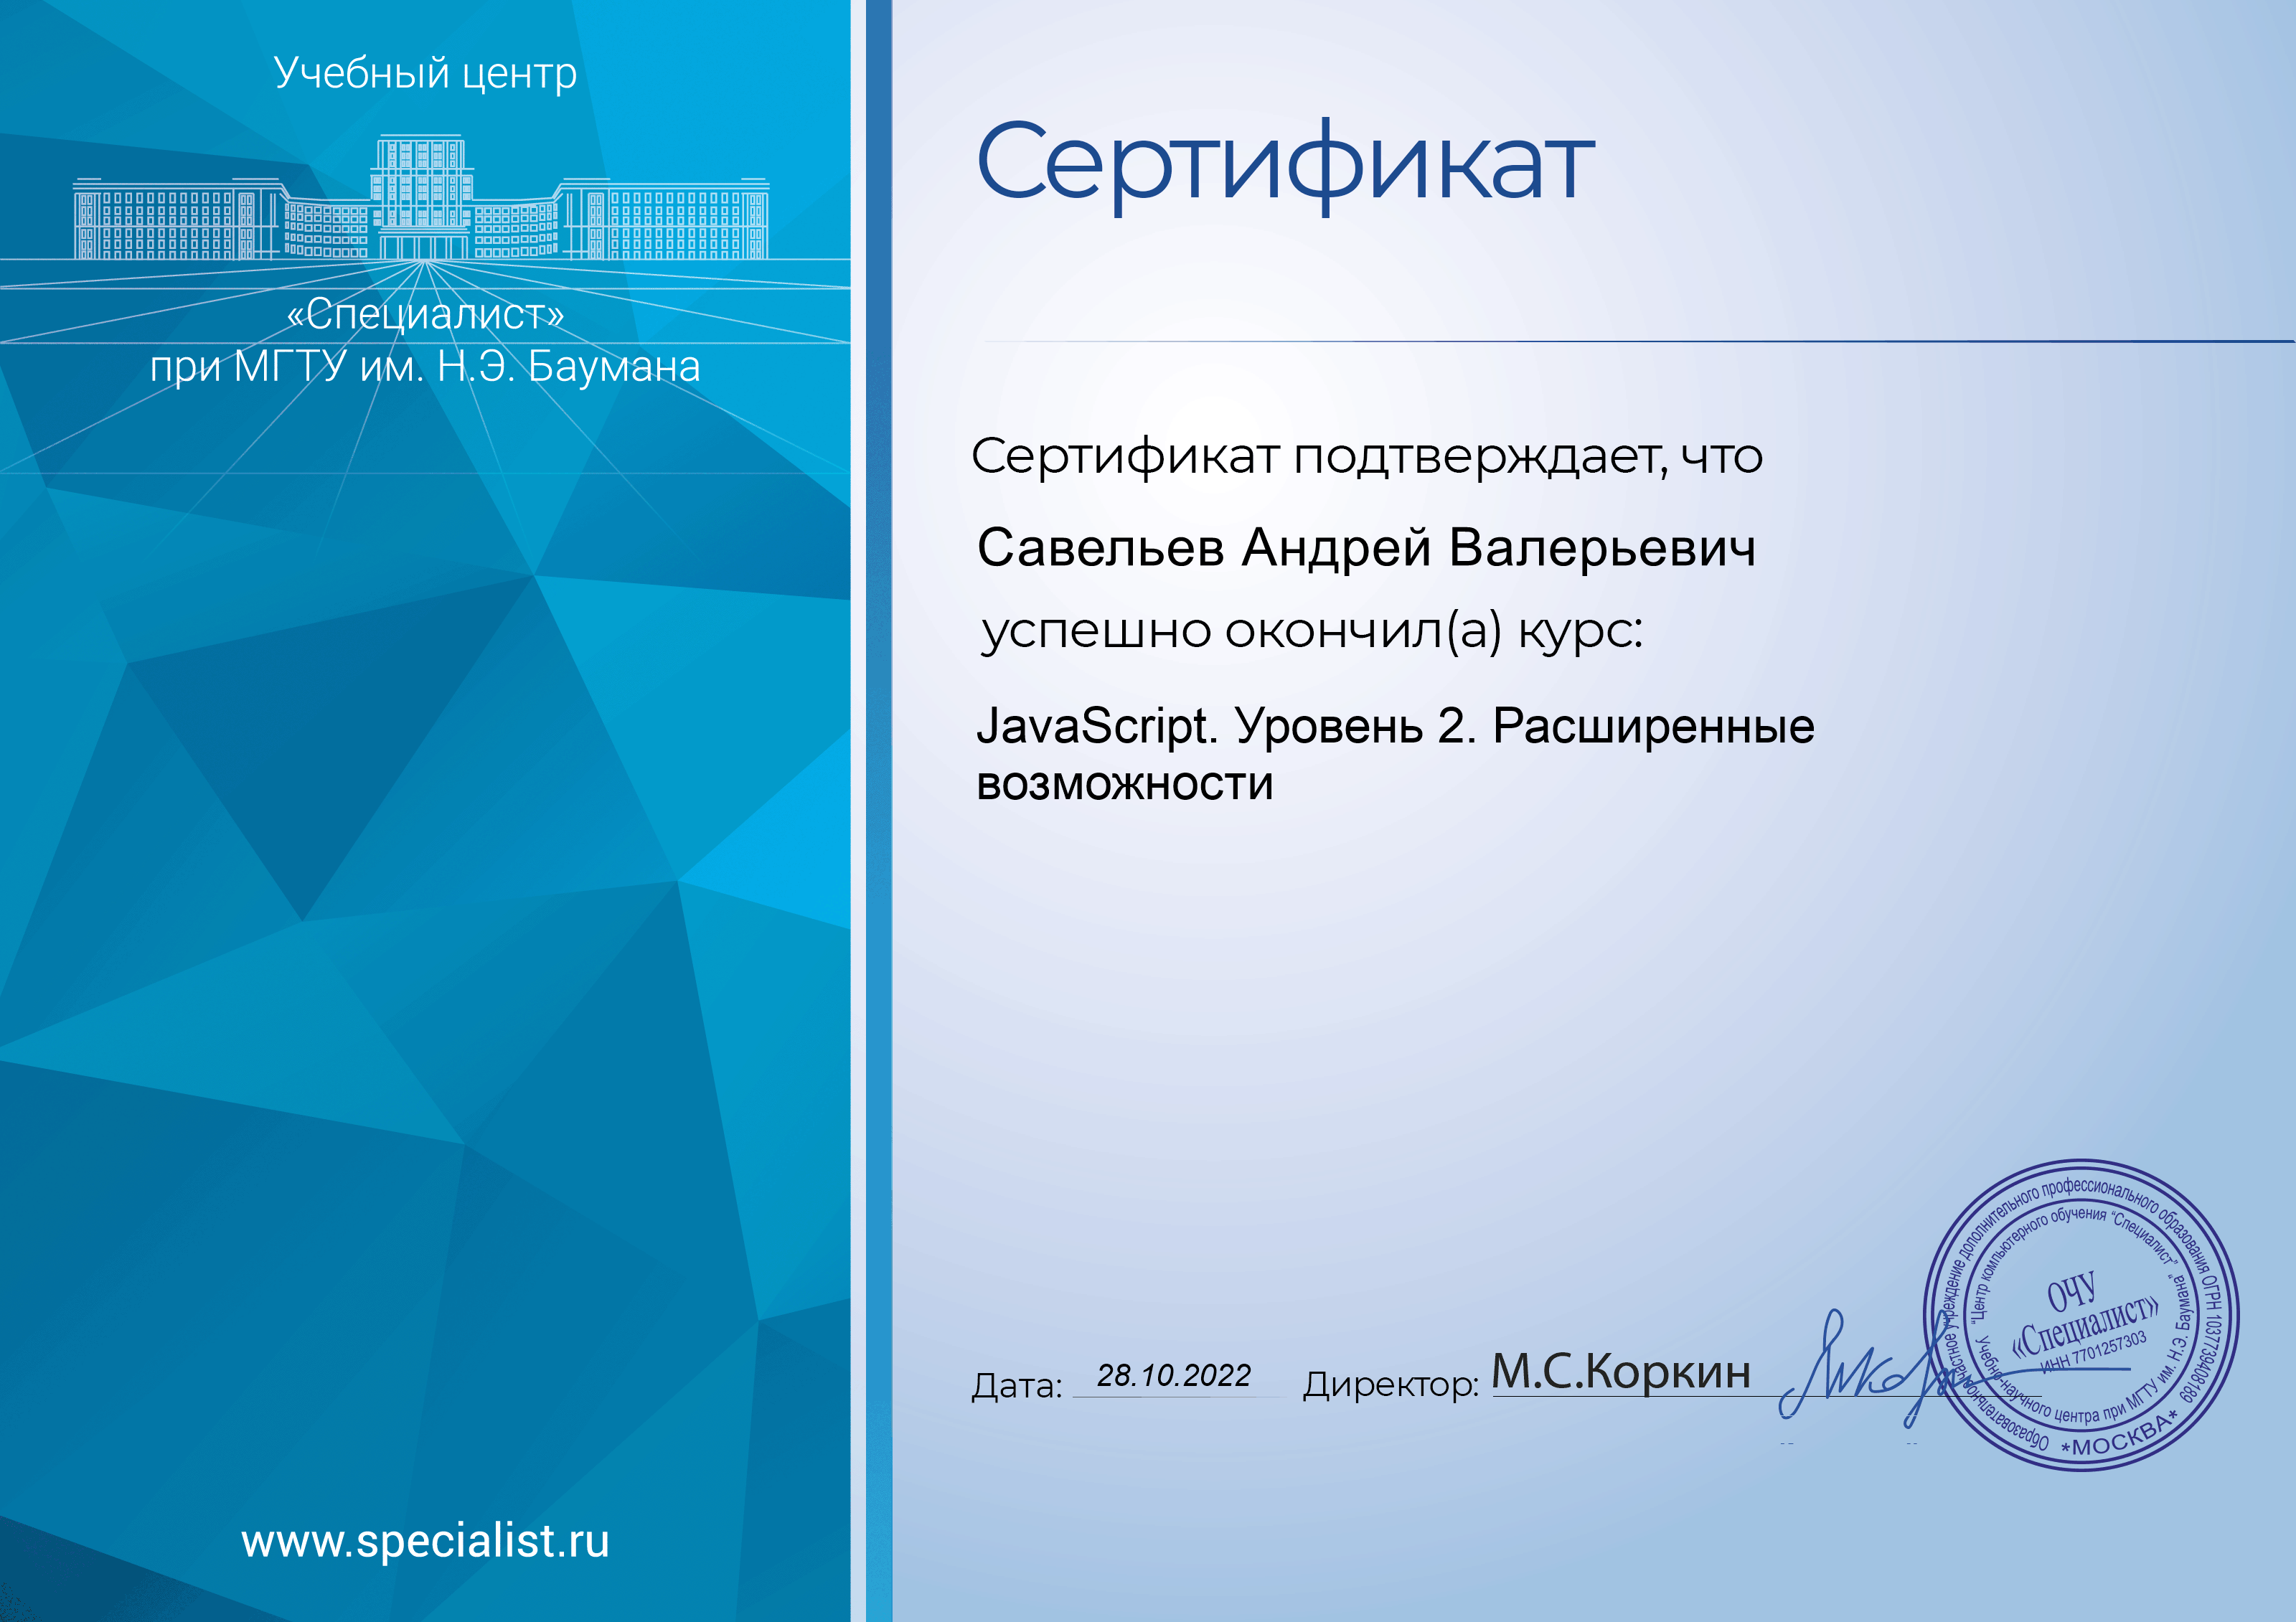 Учебный центр
«Специалист»
при МГТУ им. Н.Э. Баумана
www.specialist.ru
Сертификат
Сертификат подтверждает, что
Савельев Андрей Валерьевич
успешно окончил(а) курс:
JavaScript. Уровень 2. Расширенные
возможности
Дата: 28.10.2022 Директор: М.С.Коркин
Образовательное частное учреждение дополнительного профессионального образования ОГРН 1037739408189
*МОСКВА*
"Центр компьютерного обучения "Специалист"
Учебно-научного центра при МГТУ им. Н.Э. Баумана"
ОЧУ
«Специалист»
ИНН 7701257303